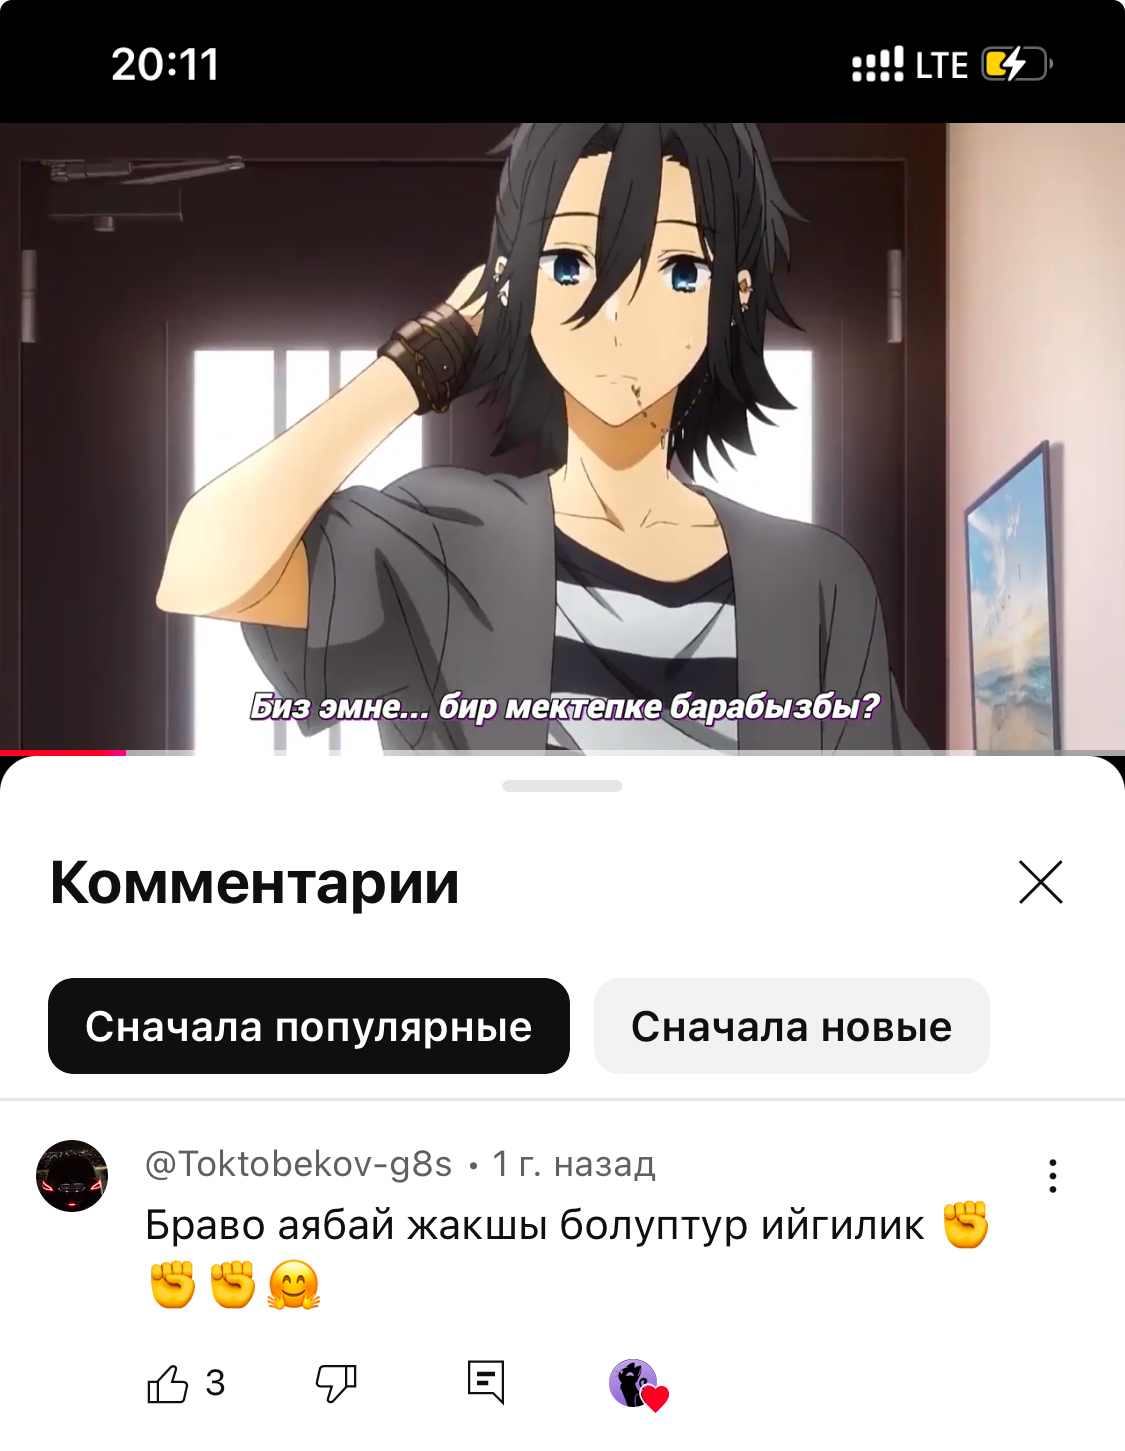 20:11
LTE
Биз эмне... бир мектепке барабызбы?
Комментарии
Сначала популярные
Сначала новые
@Toktobekov-g8s • 1 г. назад
Браво аябай жакшы болуптур ийгилик ✊
✊✊🤗
3